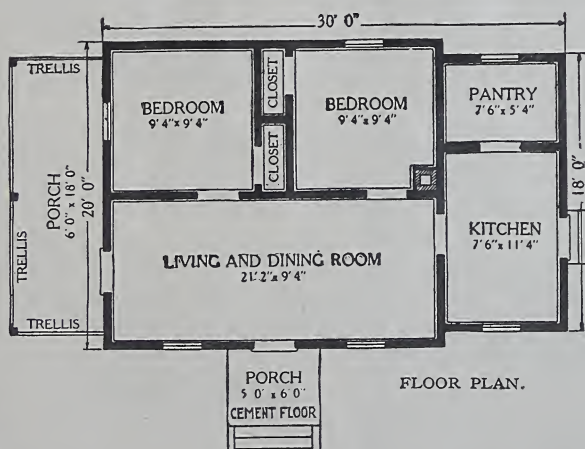 30' 0"
TRELLIS
BEDROOM
9' 4" x 9' 4"
CLOSET
CLOSET
BEDROOM
9' 4" x 9' 4"
PANTRY
7' 6" x 5' 4"
PORCH
6' 0" x 18' 0"
20' 0"
18' 0"
TRELLIS
KITCHEN
7' 6" x 11' 4"
LIVING AND DINING ROOM
21' 2" x 9' 4"
TRELLIS
PORCH
5' 0" x 6' 0"
CEMENT FLOOR
FLOOR PLAN.